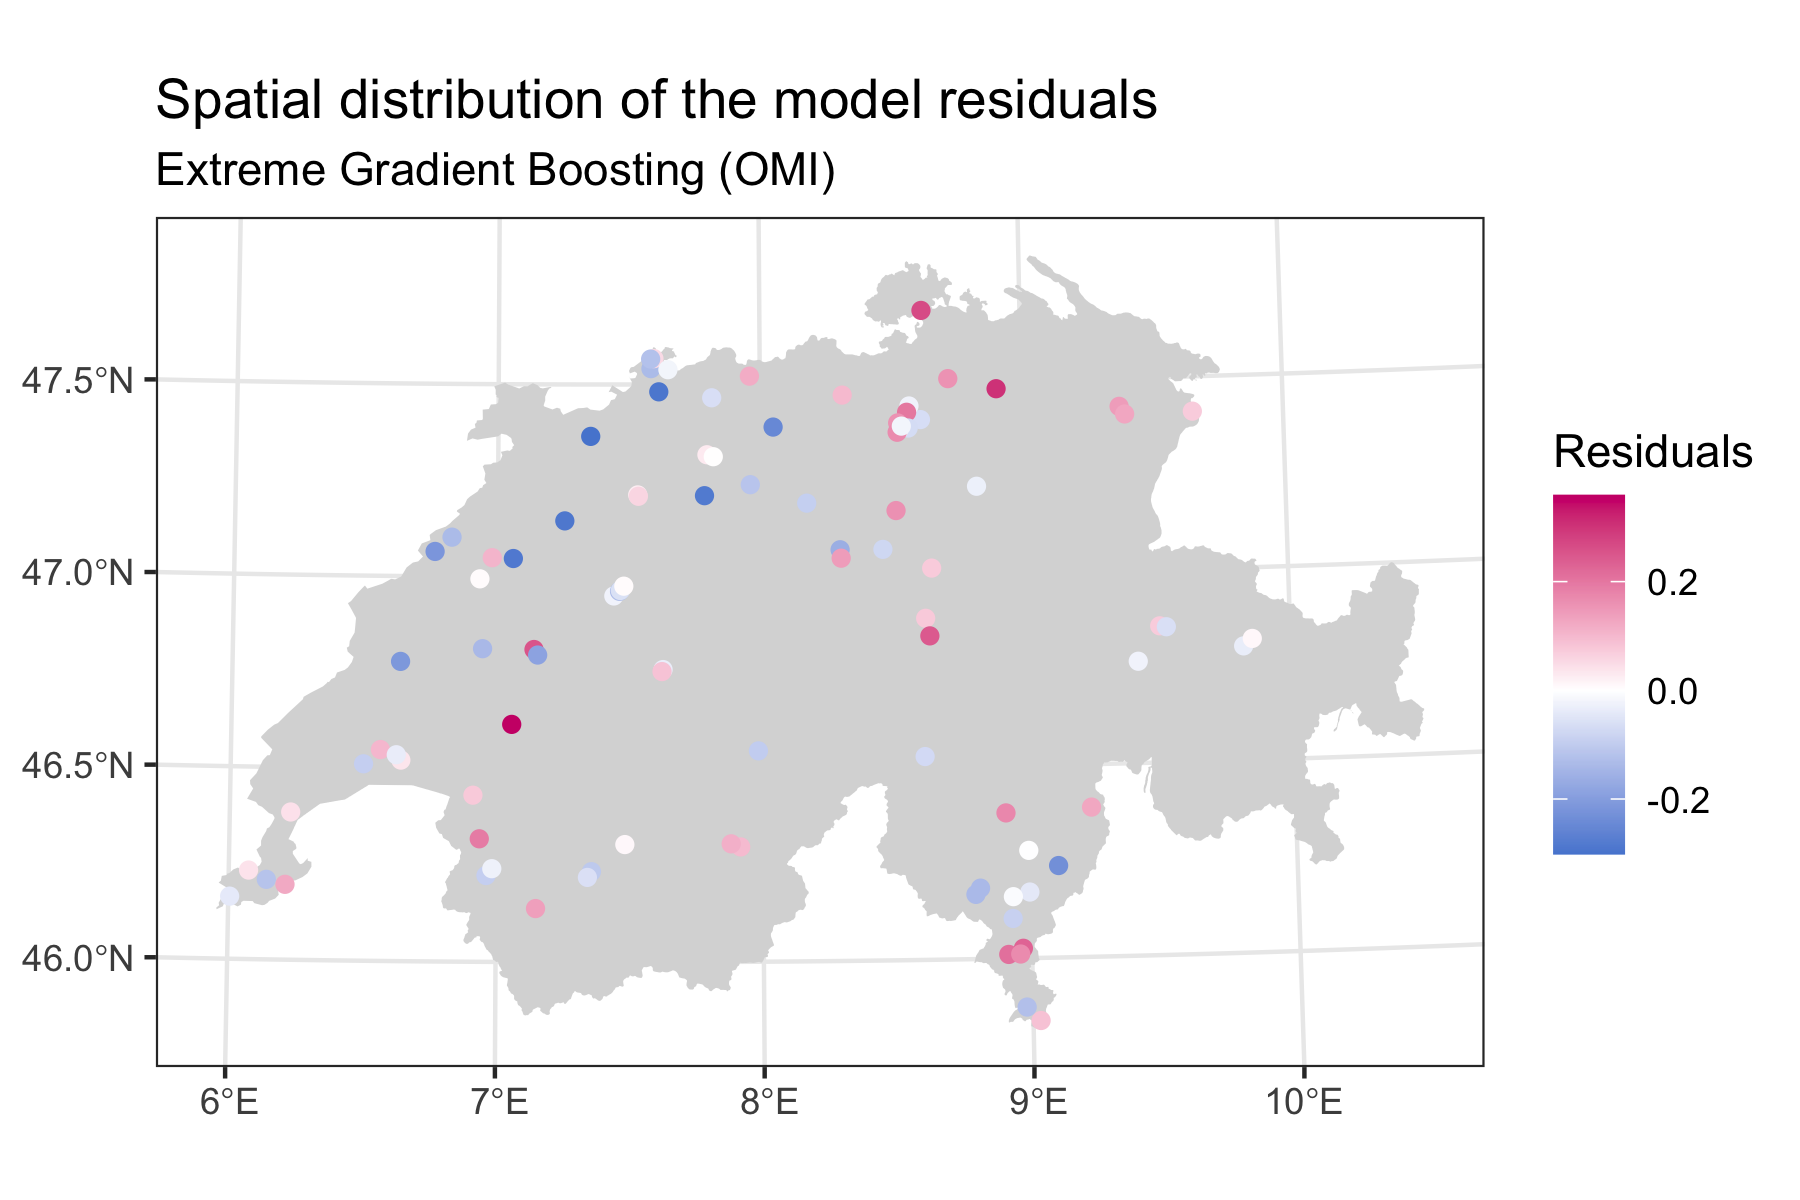 Spatial distribution of the model residuals
Extreme Gradient Boosting (OMI)
47.5°N
47.0°N
46.5°N
46.0°N
6°E
7°E
8°E
9°E
10°E
Residuals
0.2
0.0
-0.2